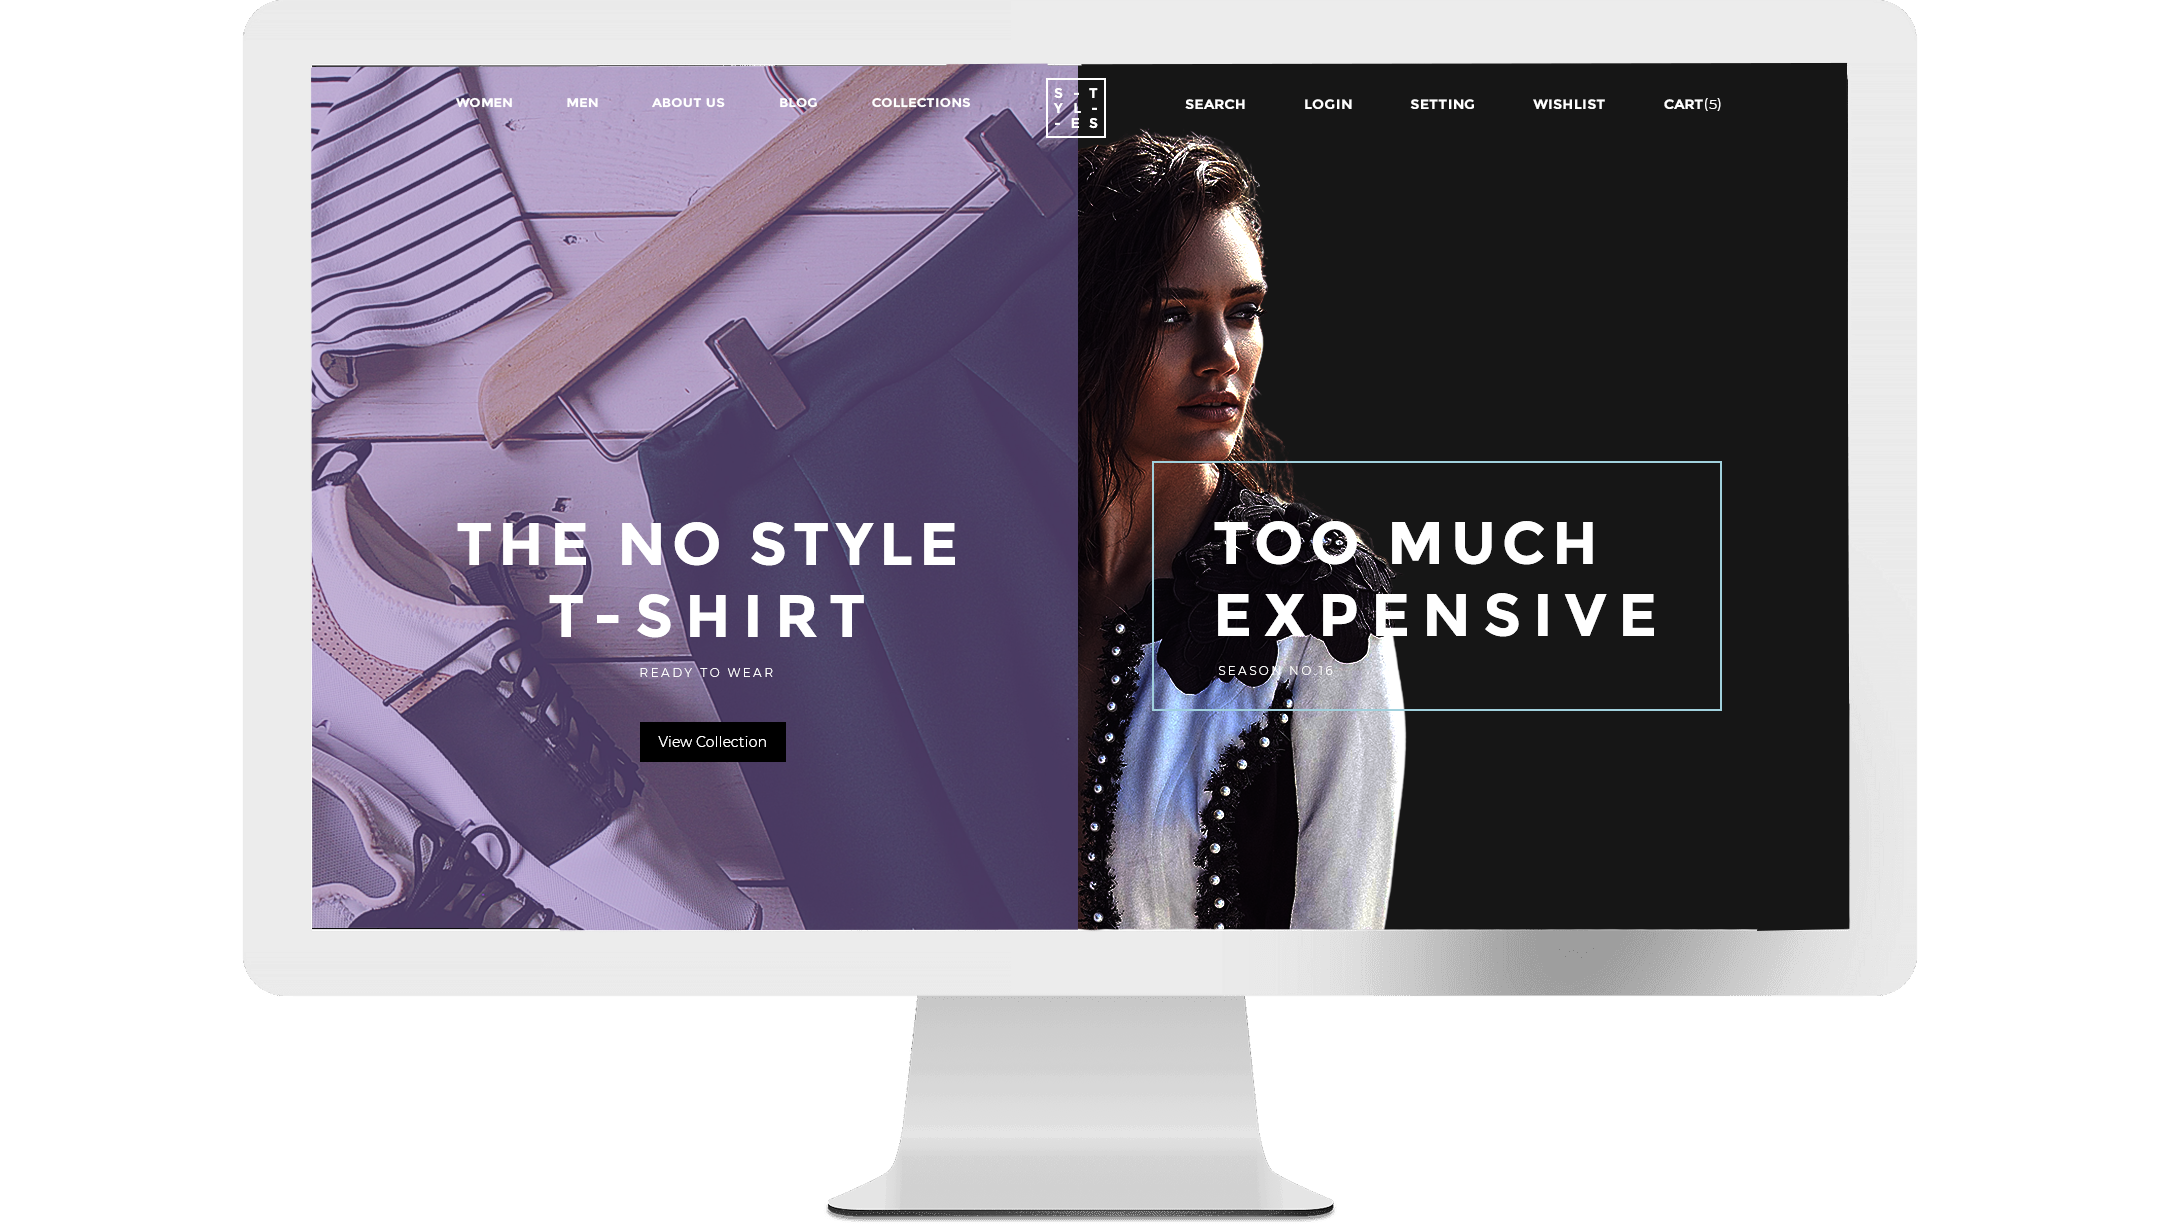 WOMEN MEN ABOUT US BLOG COLLECTIONS
S - T
Y L -
- E S
SEARCH LOGIN SETTING WISHLIST CART(5)
THE NO STYLE
T-SHIRT
READY TO WEAR
View Collection
TOO MUCH
EXPENSIVE
SEASON NO.16